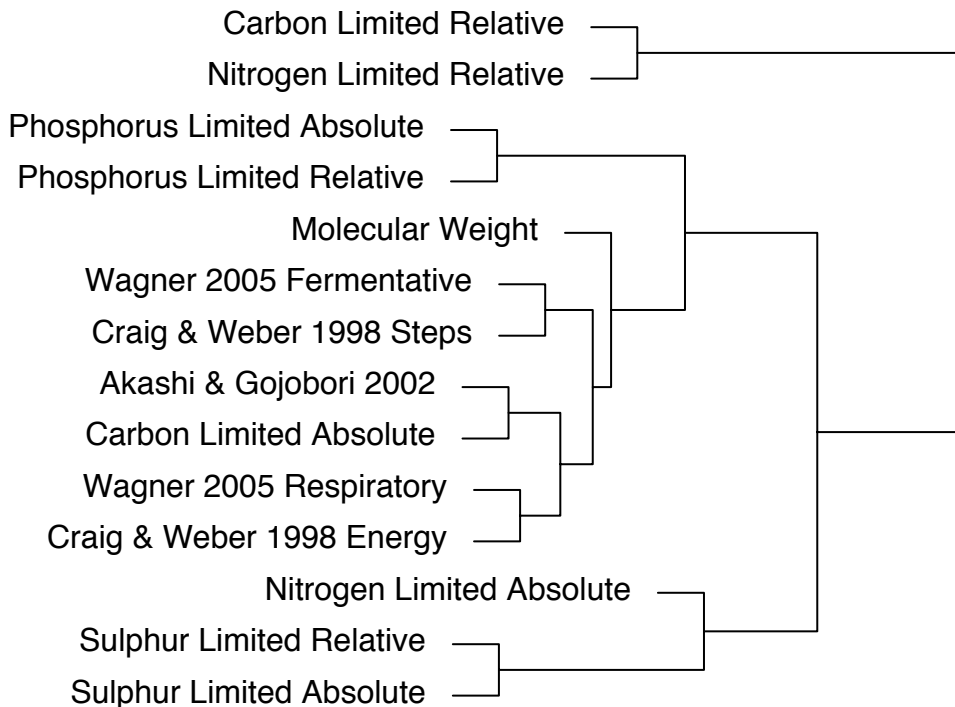 Carbon Limited Relative
Nitrogen Limited Relative
Phosphorus Limited Absolute
Phosphorus Limited Relative
Molecular Weight
Wagner 2005 Fermentative
Craig & Weber 1998 Steps
Akashi & Gojobori 2002
Carbon Limited Absolute
Wagner 2005 Respiratory
Craig & Weber 1998 Energy
Nitrogen Limited Absolute
Sulphur Limited Relative
Sulphur Limited Absolute